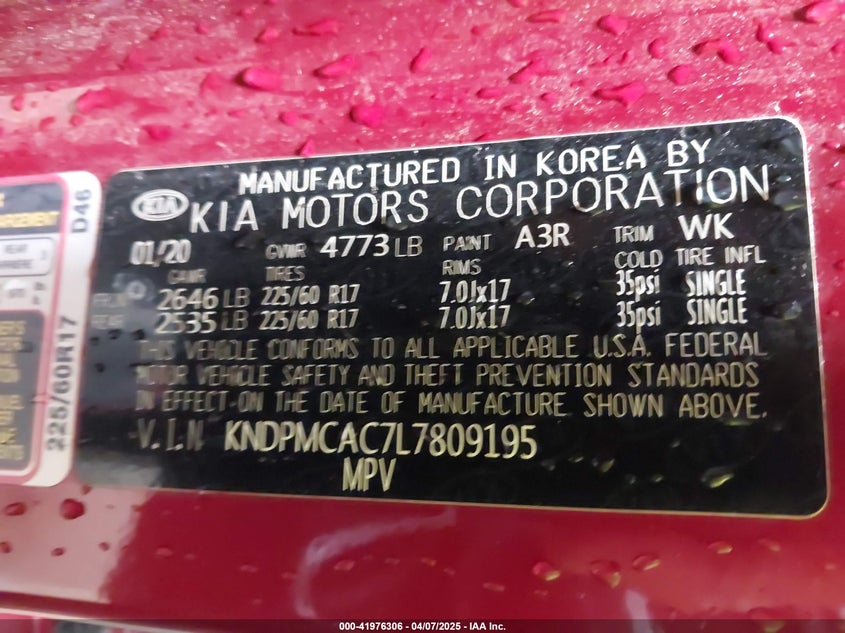 MANUFACTURED IN KOREA BY
KIA KIA MOTORS CORPORATION
01/20 GVWR 4773 LB PAINT A3R TRIM WK
GAWR TIRES RIMS COLD TIRE INFL
2646 LB 225/60 R17 7.0Jx17 35psi SINGLE
REAR 2535 LB 225/60 R17 7.0Jx17 35psi SINGLE
THIS VEHICLE CONFORMS TO ALL APPLICABLE U.S.A. FEDERAL
MOTOR VEHICLE SAFETY AND THEFT PREVENTION STANDARDS
IN EFFECT ON THE DATE OF MANUFACTURE SHOWN ABOVE.
V.I.N KNDPMCAC7L7809195
MPV
D46
225/60R17
REAR
000-41976306 - 04/07/2025 - IAA Inc.